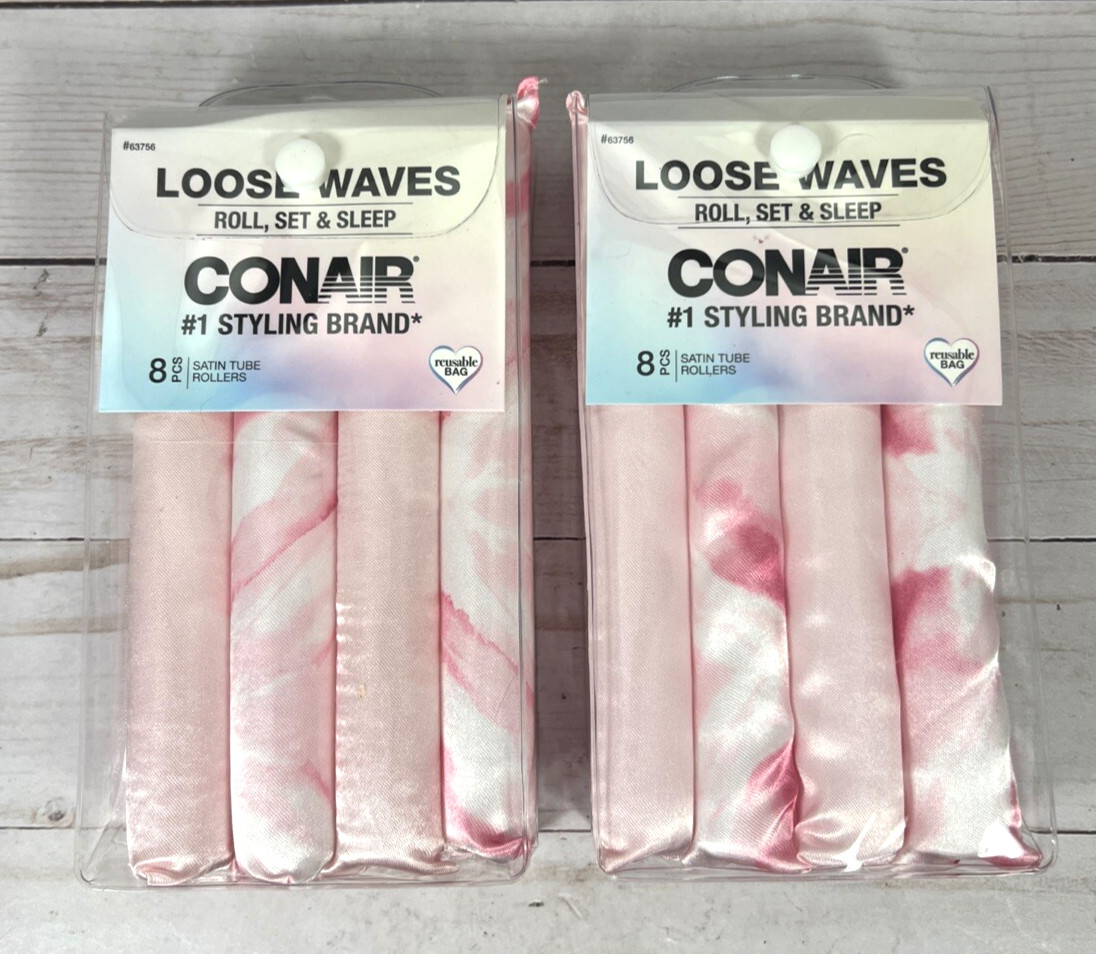 #63756
LOOSE WAVES
ROLL, SET & SLEEP
CONAIR®
#1 STYLING BRAND*
8 PCS
SATIN TUBE
ROLLERS
reusable
BAG
#63756
LOOSE WAVES
ROLL, SET & SLEEP
CONAIR®
#1 STYLING BRAND*
8 PCS
SATIN TUBE
ROLLERS
reusable
BAG